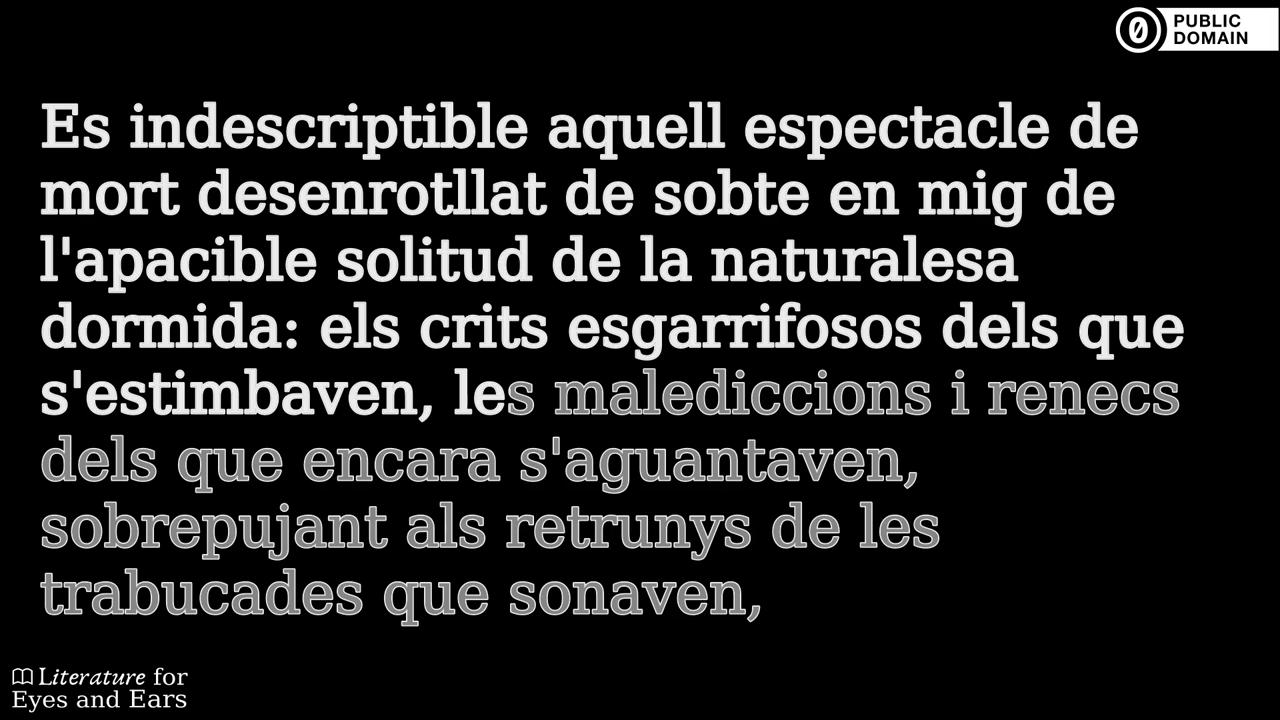 PUBLIC
DOMAIN
Es indescriptible aquell espectacle de
mort desenrotllat de sobte en mig de
l'apacible solitud de la naturalesa
dormida: els crits esgarrifosos dels que
s'estimbaven, les malediccions i renecs
dels que encara s'aguantaven,
sobrepujant als retrunys de les
trabucades que sonaven,
Literature for
Eyes and Ears